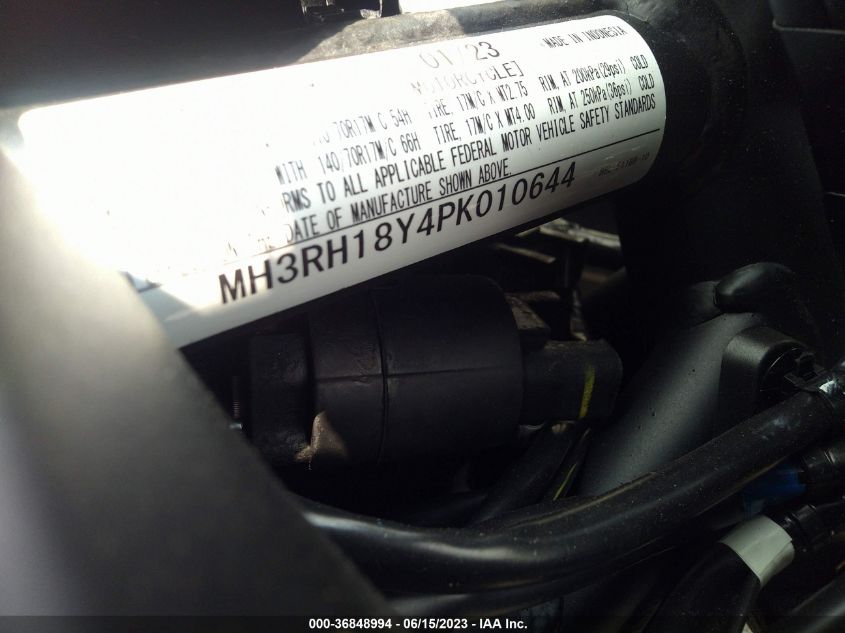 01/23 MADE IN INDONESIA
MOTORCYCLE]
70R17M/C 54H TIRE, 17M/C X MT2.75 RIM, AT 200kPa(29psi) COLD
WITH 140/70R17M/C 66H TIRE, 17M/C X MT4.00 RIM, AT 250kPa(36psi) COLD
RMS TO ALL APPLICABLE FEDERAL MOTOR VEHICLE SAFETY STANDARDS
DATE OF MANUFACTURE SHOWN ABOVE.
MH3RH18Y4PK010644
000-36848994 / 06/15/2023 - IAA Inc.